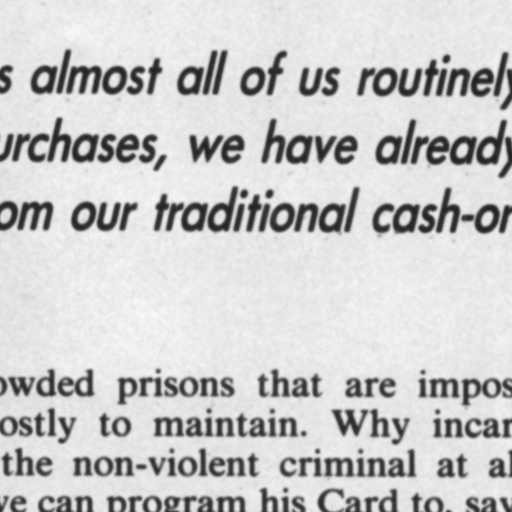 s almost all of us routinely
urchases, we have already
om our traditional cash-or
owded prisons that are impos
ostly to maintain. Why incar
the non-violent criminal at al
we can program his Card to, say